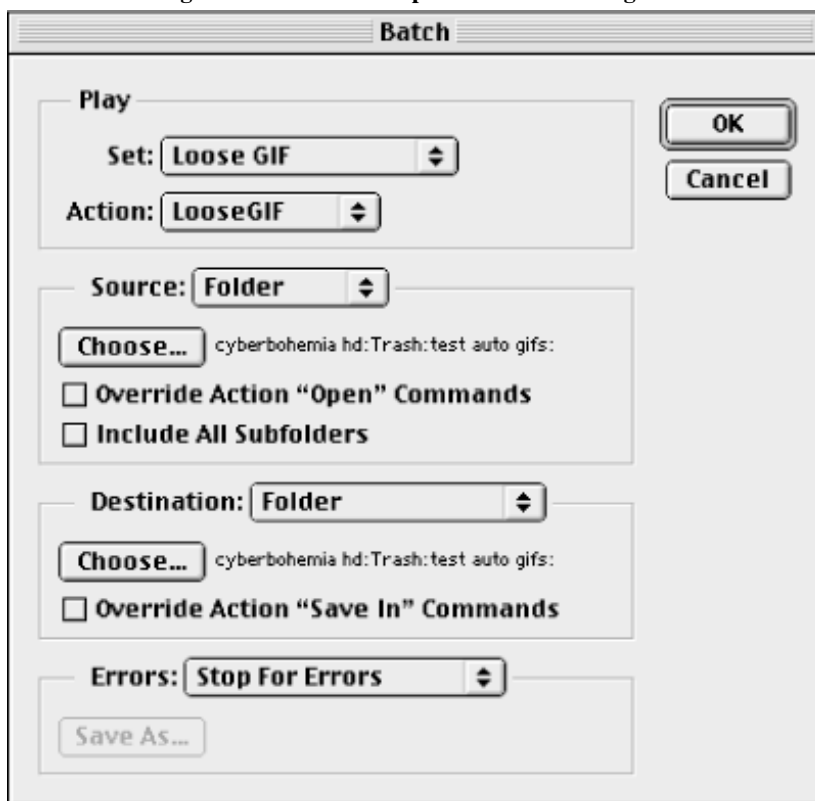 Batch
Play
OK
Set: Loose GIF
Cancel
Action: LooseGIF
Source: Folder
Choose... cyberbohemia hd:Trash:test auto gifs:
Override Action “Open” Commands
Include All Subfolders
Destination: Folder
Choose... cyberbohemia hd:Trash:test auto gifs:
Override Action “Save In” Commands
Errors: Stop For Errors
Save As...